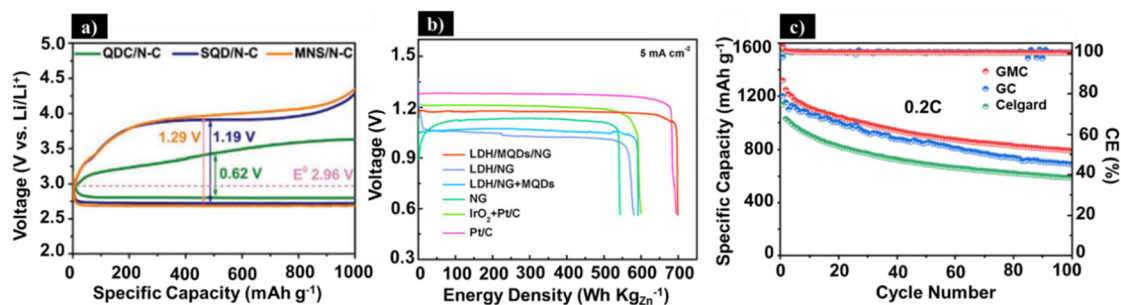 a)
QDC/N-C SQD/N-C MNS/N-C
5.0
4.5
4.0
3.5
3.0
2.5
2.0
Voltage (V vs. Li/Li⁺)
1.29 V
1.19 V
0.62 V
E⁰ 2.96 V
0 200 400 600 800 1000
Specific Capacity (mAh g⁻¹)
b)
5 mA cm⁻²
1.5
1.2
0.9
0.6
0.3
Voltage (V)
LDH/MQDs/NG
LDH/NG
LDH/NG+MQDs
NG
IrO₂+Pt/C
Pt/C
0 100 200 300 400 500 600 700
Energy Density (Wh Kg_Zn⁻¹)
c)
1600
1200
800
400
0
Specific Capacity (mAh g⁻¹)
GMC
GC
Celgard
0.2C
100
80
60
40
20
0
CE (%)
0 20 40 60 80 100
Cycle Number